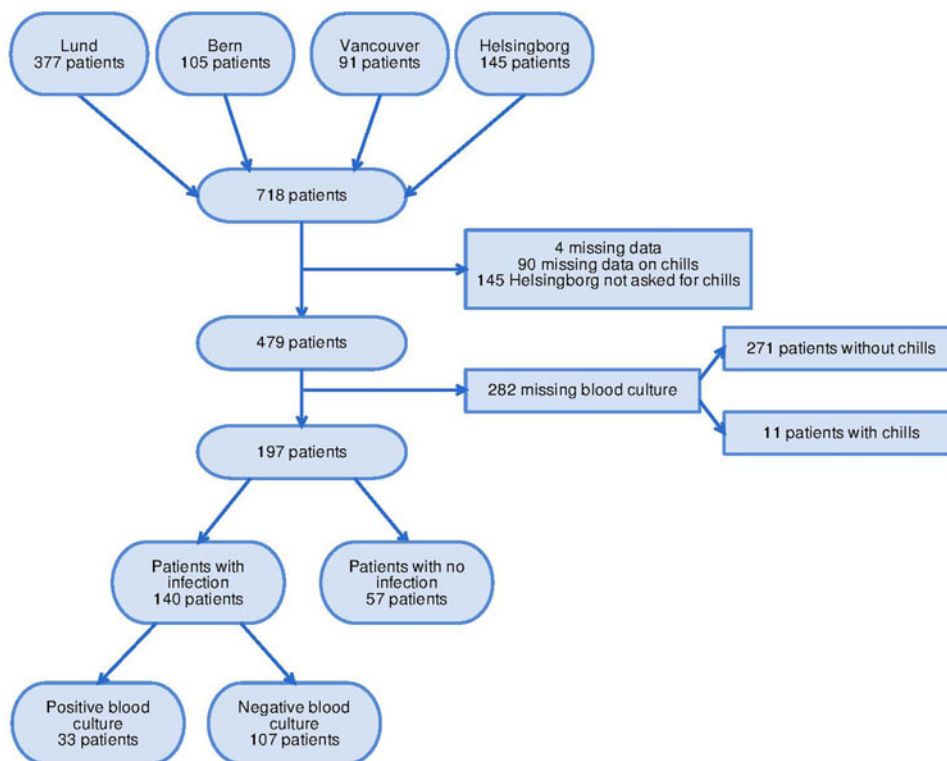 Lund
377 patients
Bern
105 patients
Vancouver
91 patients
Helsingborg
145 patients
718 patients
4 missing data
90 missing data on chills
145 Helsingborg not asked for chills
479 patients
282 missing blood culture
271 patients without chills
11 patients with chills
197 patients
Patients with
infection
140 patients
Patients with no
infection
57 patients
Positive blood
culture
33 patients
Negative blood
culture
107 patients